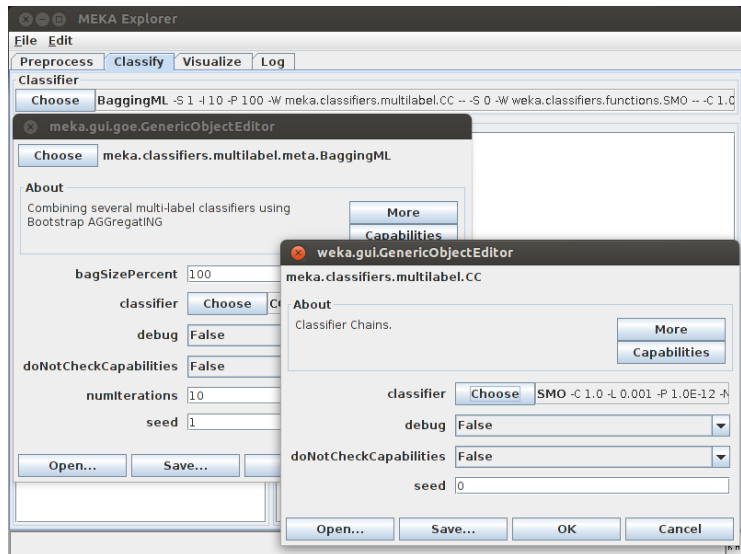 MEKA Explorer
File Edit
Preprocess Classify Visualize Log
Classifier
Choose BaggingML -S 1 -I 10 -P 100 -W meka.classifiers.multilabel.CC -- -S 0 -W weka.classifiers.functions.SMO -- -C 1.0
meka.gui.goe.GenericObjectEditor
Choose meka.classifiers.multilabel.meta.BaggingML
About
Combining several multi-label classifiers using
Bootstrap AGGregatING
More
Capabilities
bagSizePercent 100
classifier Choose
debug False
doNotCheckCapabilities False
numIterations 10
seed 1
Open... Save...
weka.gui.GenericObjectEditor
meka.classifiers.multilabel.CC
About
Classifier Chains.
More
Capabilities
classifier Choose SMO -C 1.0 -L 0.001 -P 1.0E-12 -N
debug False
doNotCheckCapabilities False
seed 0
Open... Save... OK Cancel